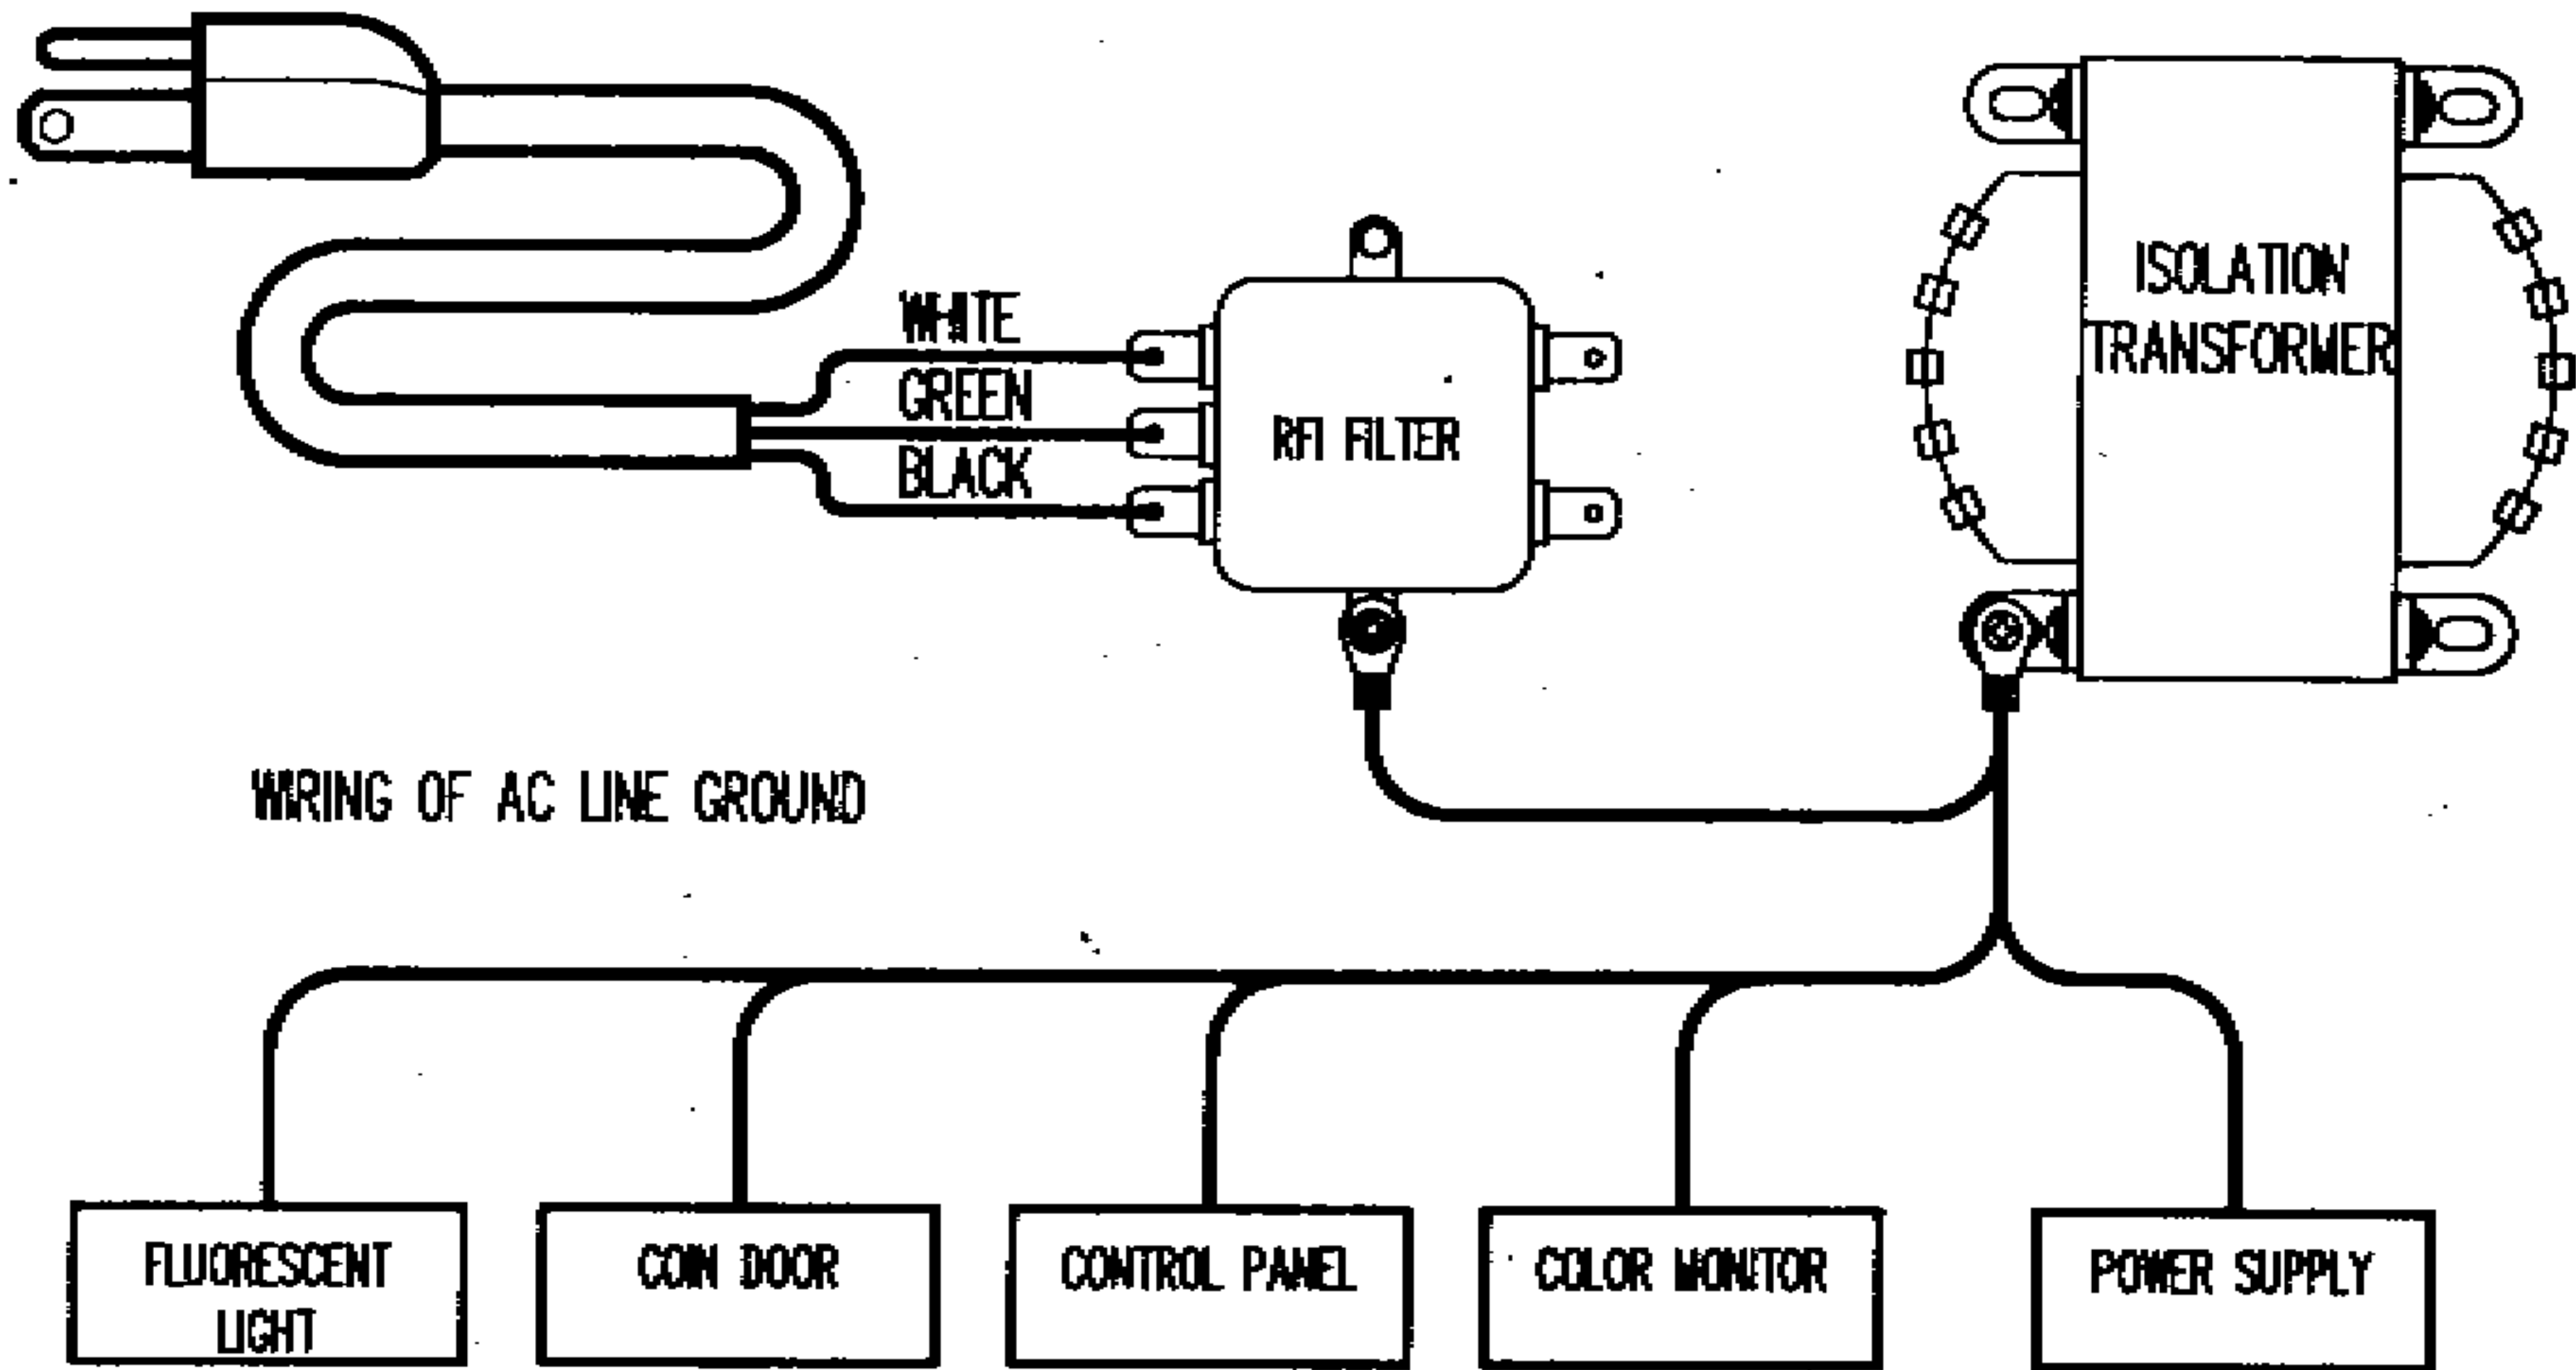 WHITE
GREEN
BLACK
RFI FILTER
ISOLATION
TRANSFORMER
WIRING OF AC LINE GROUND
FLUORESCENT
LIGHT
COIN DOOR
CONTROL PANEL
COLOR MONITOR
POWER SUPPLY